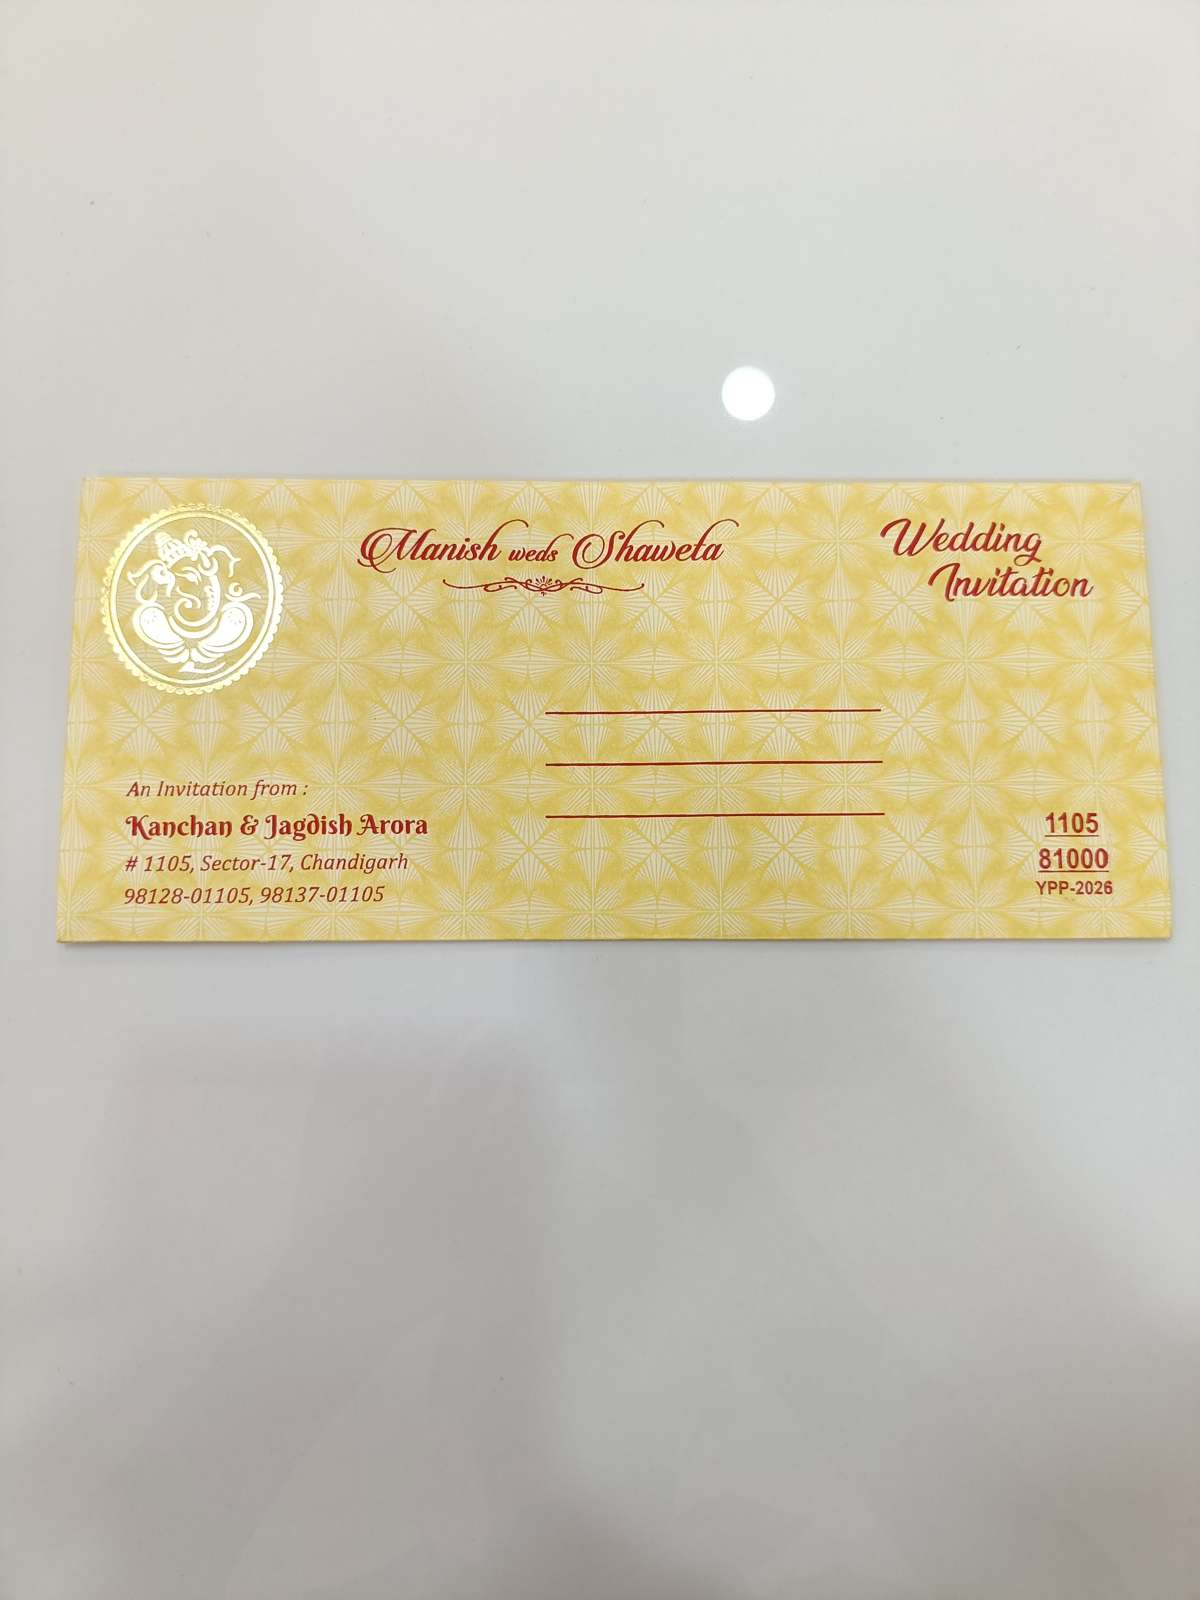 Manish weds Shaweta
Wedding
Invitation
An Invitation from :
Kanchan & Jagdish Arora
# 1105, Sector-17, Chandigarh
98128-01105, 98137-01105
1105
81000
YPP-2026